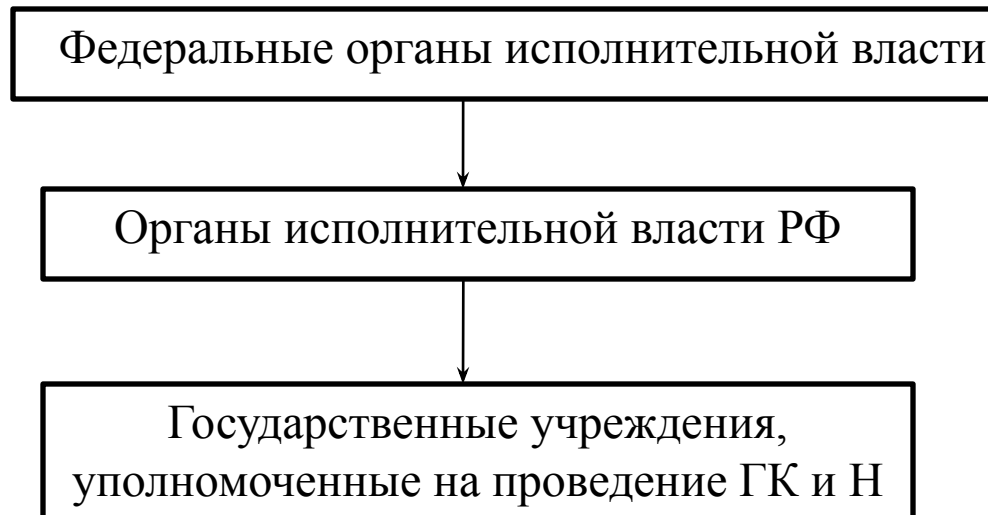 Федеральные органы исполнительной власти
Органы исполнительной власти РФ
Государственные учреждения,
уполномоченные на проведение ГК и Н